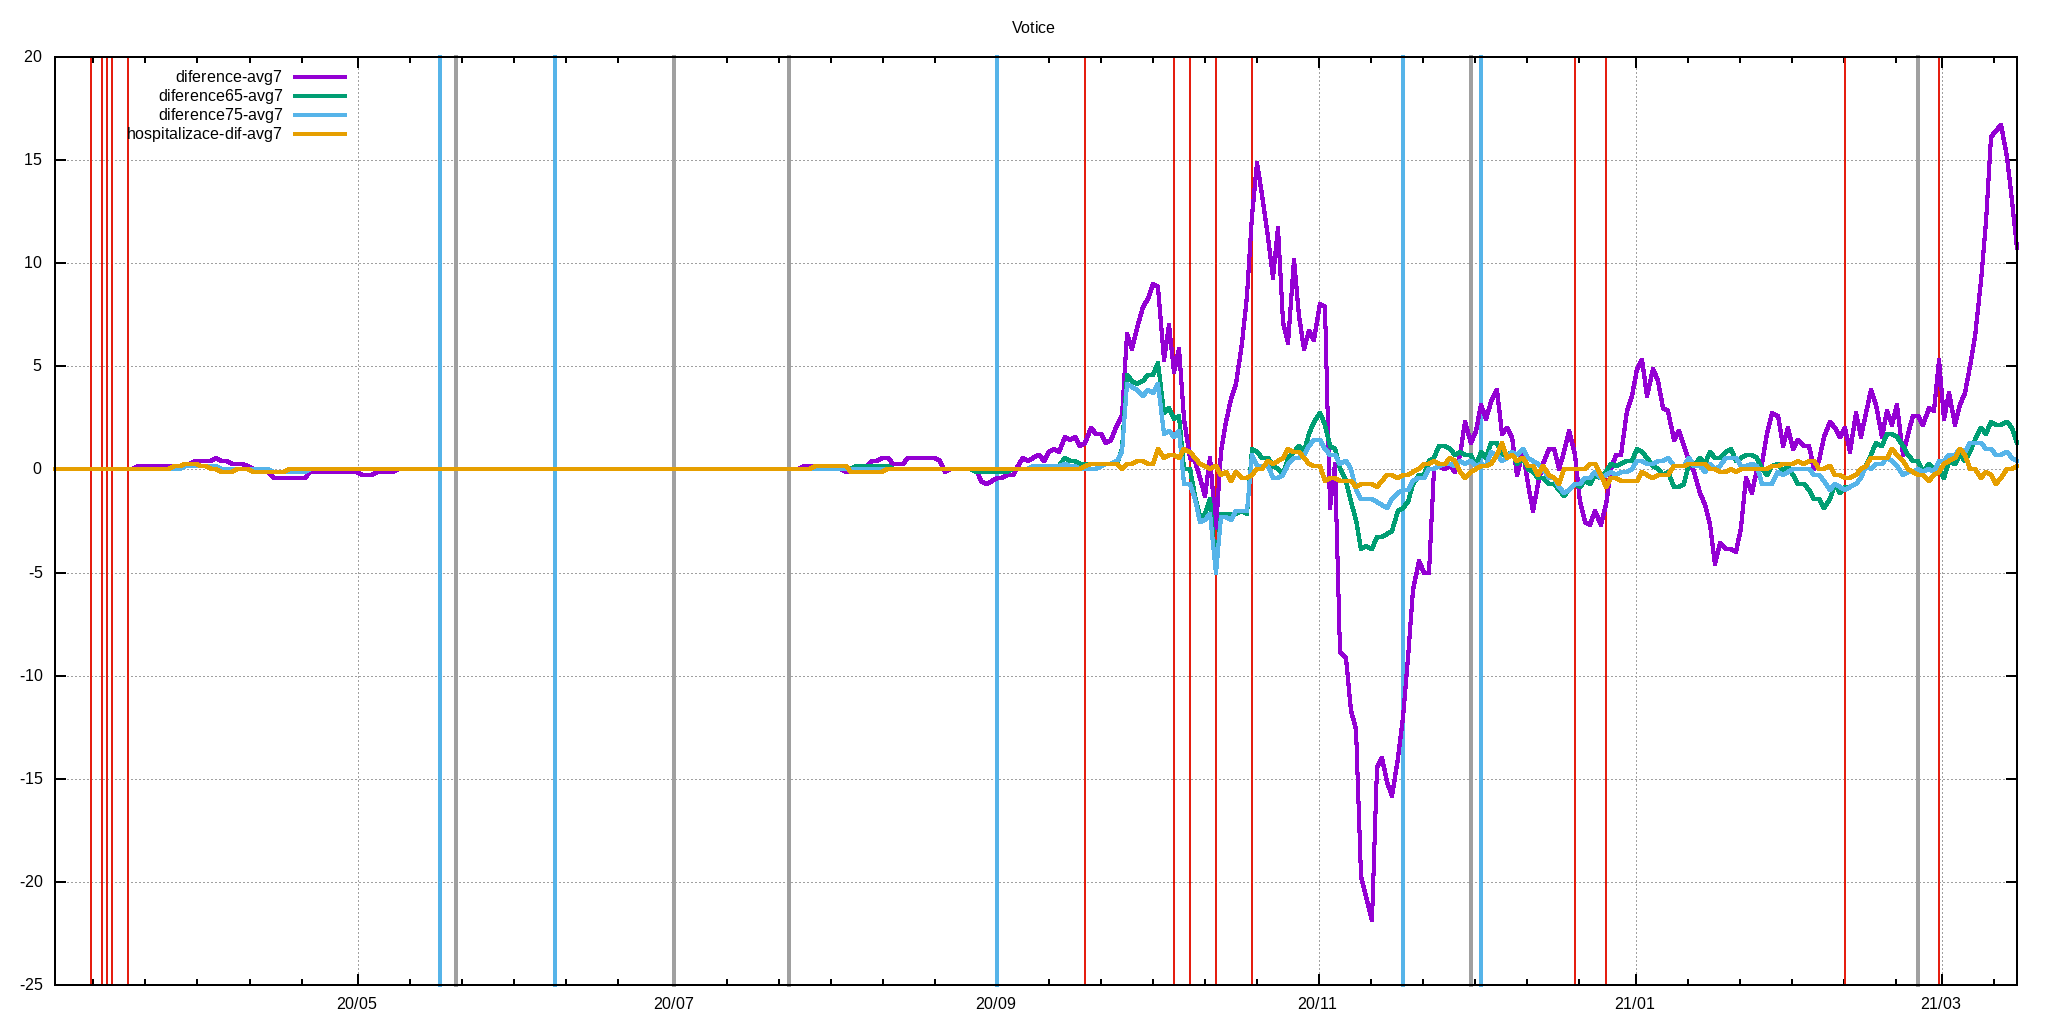 Votice
20
diference-avg7
diference65-avg7
diference75-avg7
hospitalizace-dif-avg7
15
10
5
0
-5
-10
-15
-20
-25
20/05 20/07 20/09 20/11 21/01 21/03